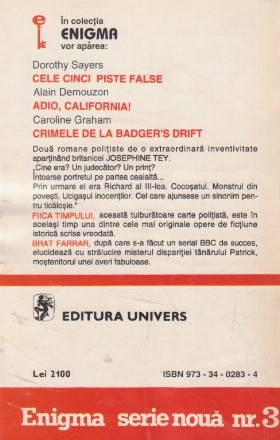 În colecția
ENIGMA
vor apărea:
Dorothy Sayers
CELE CINCI PISTE FALSE
Alain Demouzon
ADIO, CALIFORNIA!
Caroline Graham
CRIMELE DE LA BADGER'S DRIFT
Două romane polițiste de o extraordinară inventivitate
aparținând britanicei JOSEPHINE TEY.
„Cine era? Un judecător? Un prinț?
Întoarse portretul pe partea cealaltă...
Prin urmare el era Richard al III-lea. Cocoșatul. Monstrul din
povești. Ucigașul inocenților. Cel care ajunsese un sinonim pen-
tru ticăloșie."
FIICA TIMPULUI, această tulburătoare carte polițistă, este în
același timp una dintre cele mai originale opere de ficțiune
istorică scrise vreodată.
BRAT FARRAR, după care s-a făcut un serial BBC de succes,
elucidează cu strălucire misterul dispariției tânărului Patrick,
moștenitorul unei averi fabuloase.
EDITURA UNIVERS
Lei 2100
ISBN 973 - 34 - 0283 - 4
Enigma serie nouă nr.3